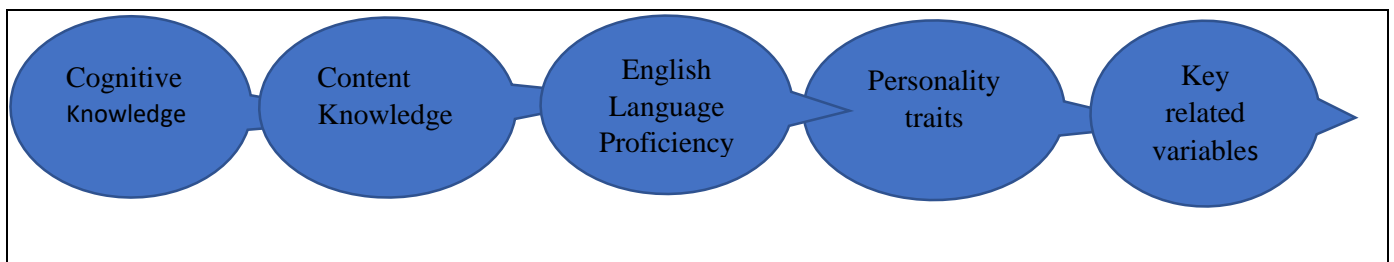 Cognitive
Knowledge
Content
Knowledge
English
Language
Proficiency
Personality
traits
Key
related
variables